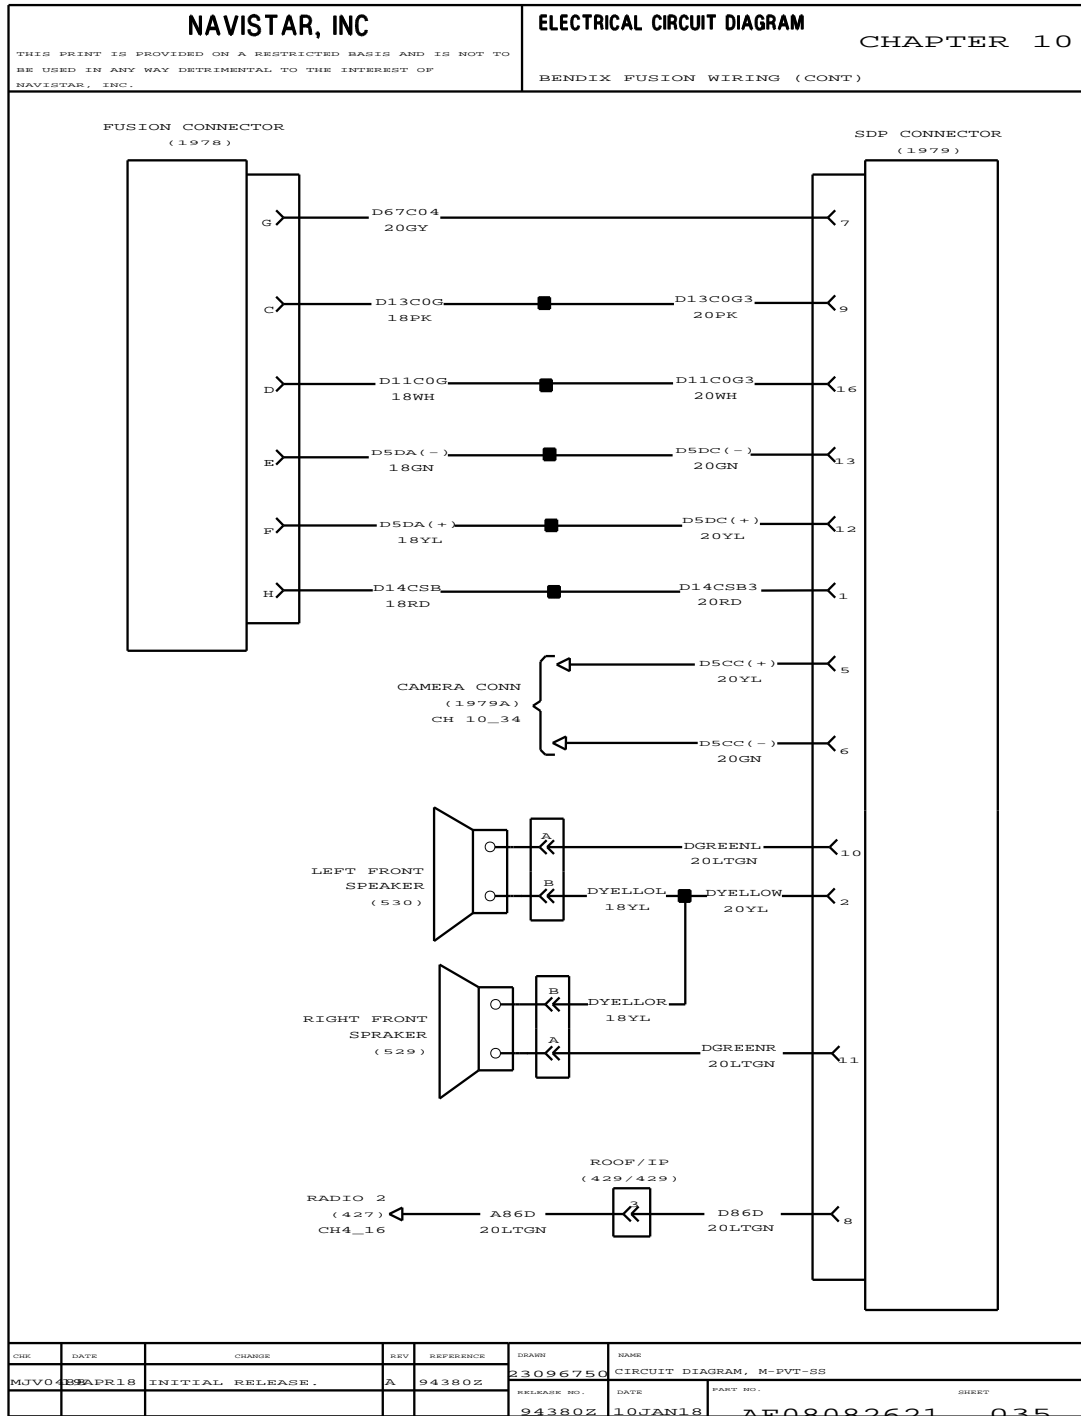 NAVISTAR, INC
THIS PRINT IS PROVIDED ON A RESTRICTED BASIS AND IS NOT TO
BE USED IN ANY WAY DETRIMENTAL TO THE INTEREST OF
NAVISTAR, INC.
ELECTRICAL CIRCUIT DIAGRAM
CHAPTER 10
BENDIX FUSION WIRING (CONT)
FUSION CONNECTOR
(1978)
SDP CONNECTOR
(1979)
G D67C04 7
20GY
C D13C0G D13C0G3 9
18PK 20PK
D D11C0G D11C0G3 16
18WH 20WH
E D5DA(-) D5DC(-) 13
18GN 20GN
F D5DA(+) D5DC(+) 12
18YL 20YL
H D14CSB D14CSB3 1
18RD 20RD
D5CC(+) 5
20YL
CAMERA CONN
(1979A)
CH 10_34
D5CC(-) 6
20GN
A DGREENL 10
20LTGN
LEFT FRONT
SPEAKER
(530)
B DYELLOL DYELLOW 2
18YL 20YL
B DYELLOR
18YL
RIGHT FRONT
SPRAKER
(529)
A DGREENR 11
20LTGN
ROOF/IP
(429/429)
RADIO 2
(427)
CH4_16
A86D 3 D86D 8
20LTGN 20LTGN
CHK DATE CHANGE REV REFERENCE DRAWN NAME
APR18 INITIAL RELEASE. A 94380Z 23096750 CIRCUIT DIAGRAM, M-PVT-SS
RELEASE NO. DATE PART NO. SHEET
94380Z 10JAN18 AF08082621 035